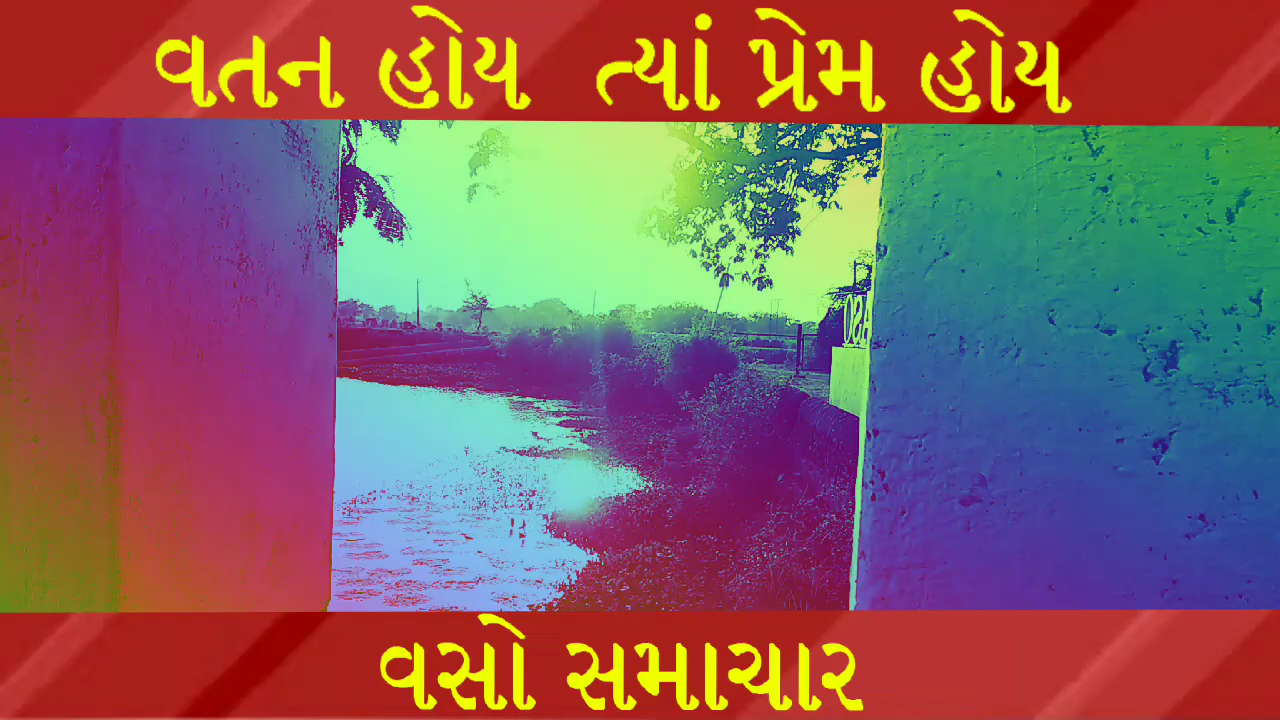 વતન હોય ત્યાં પ્રેમ હોય
વસો સમાચાર